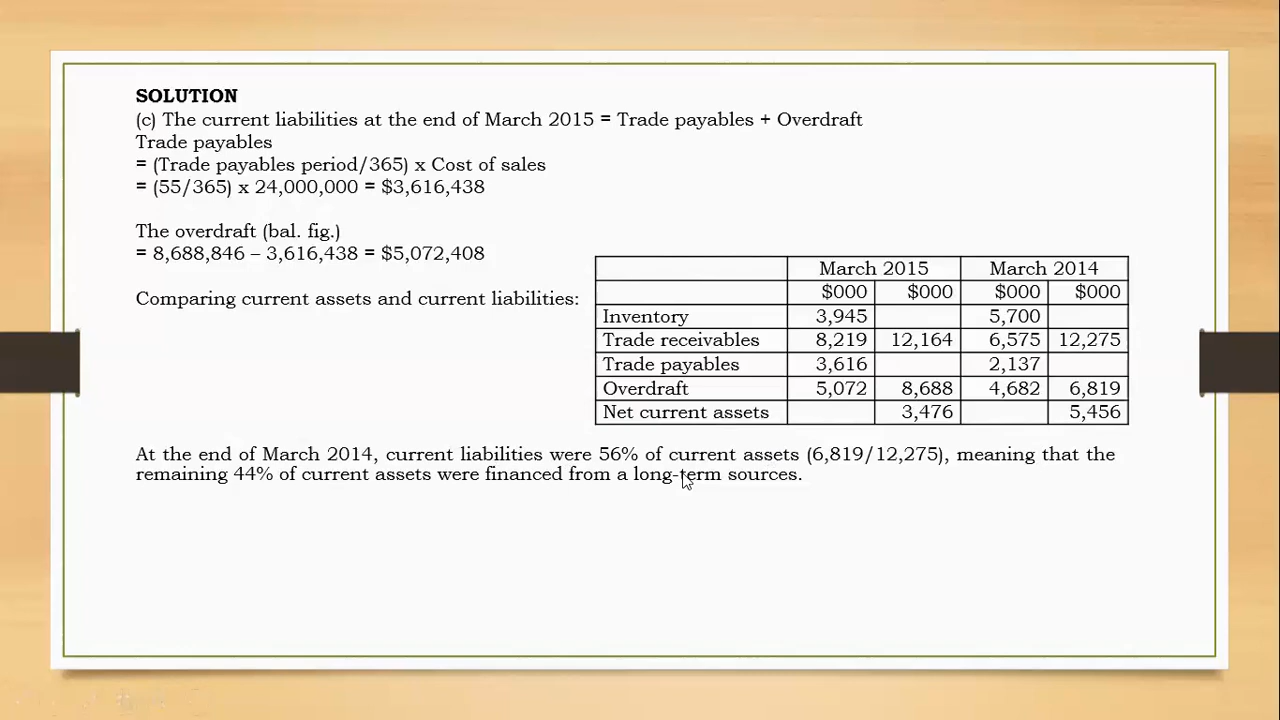 SOLUTION
(c) The current liabilities at the end of March 2015 = Trade payables + Overdraft
Trade payables
= (Trade payables period/365) x Cost of sales
= (55/365) x 24,000,000 = $3,616,438
The overdraft (bal. fig.)
= 8,688,846 – 3,616,438 = $5,072,408
Comparing current assets and current liabilities:
March 2015 March 2014
$000 $000 $000 $000
Inventory 3,945 5,700
Trade receivables 8,219 12,164 6,575 12,275
Trade payables 3,616 2,137
Overdraft 5,072 8,688 4,682 6,819
Net current assets 3,476 5,456
At the end of March 2014, current liabilities were 56% of current assets (6,819/12,275), meaning that the
remaining 44% of current assets were financed from a long-term sources.